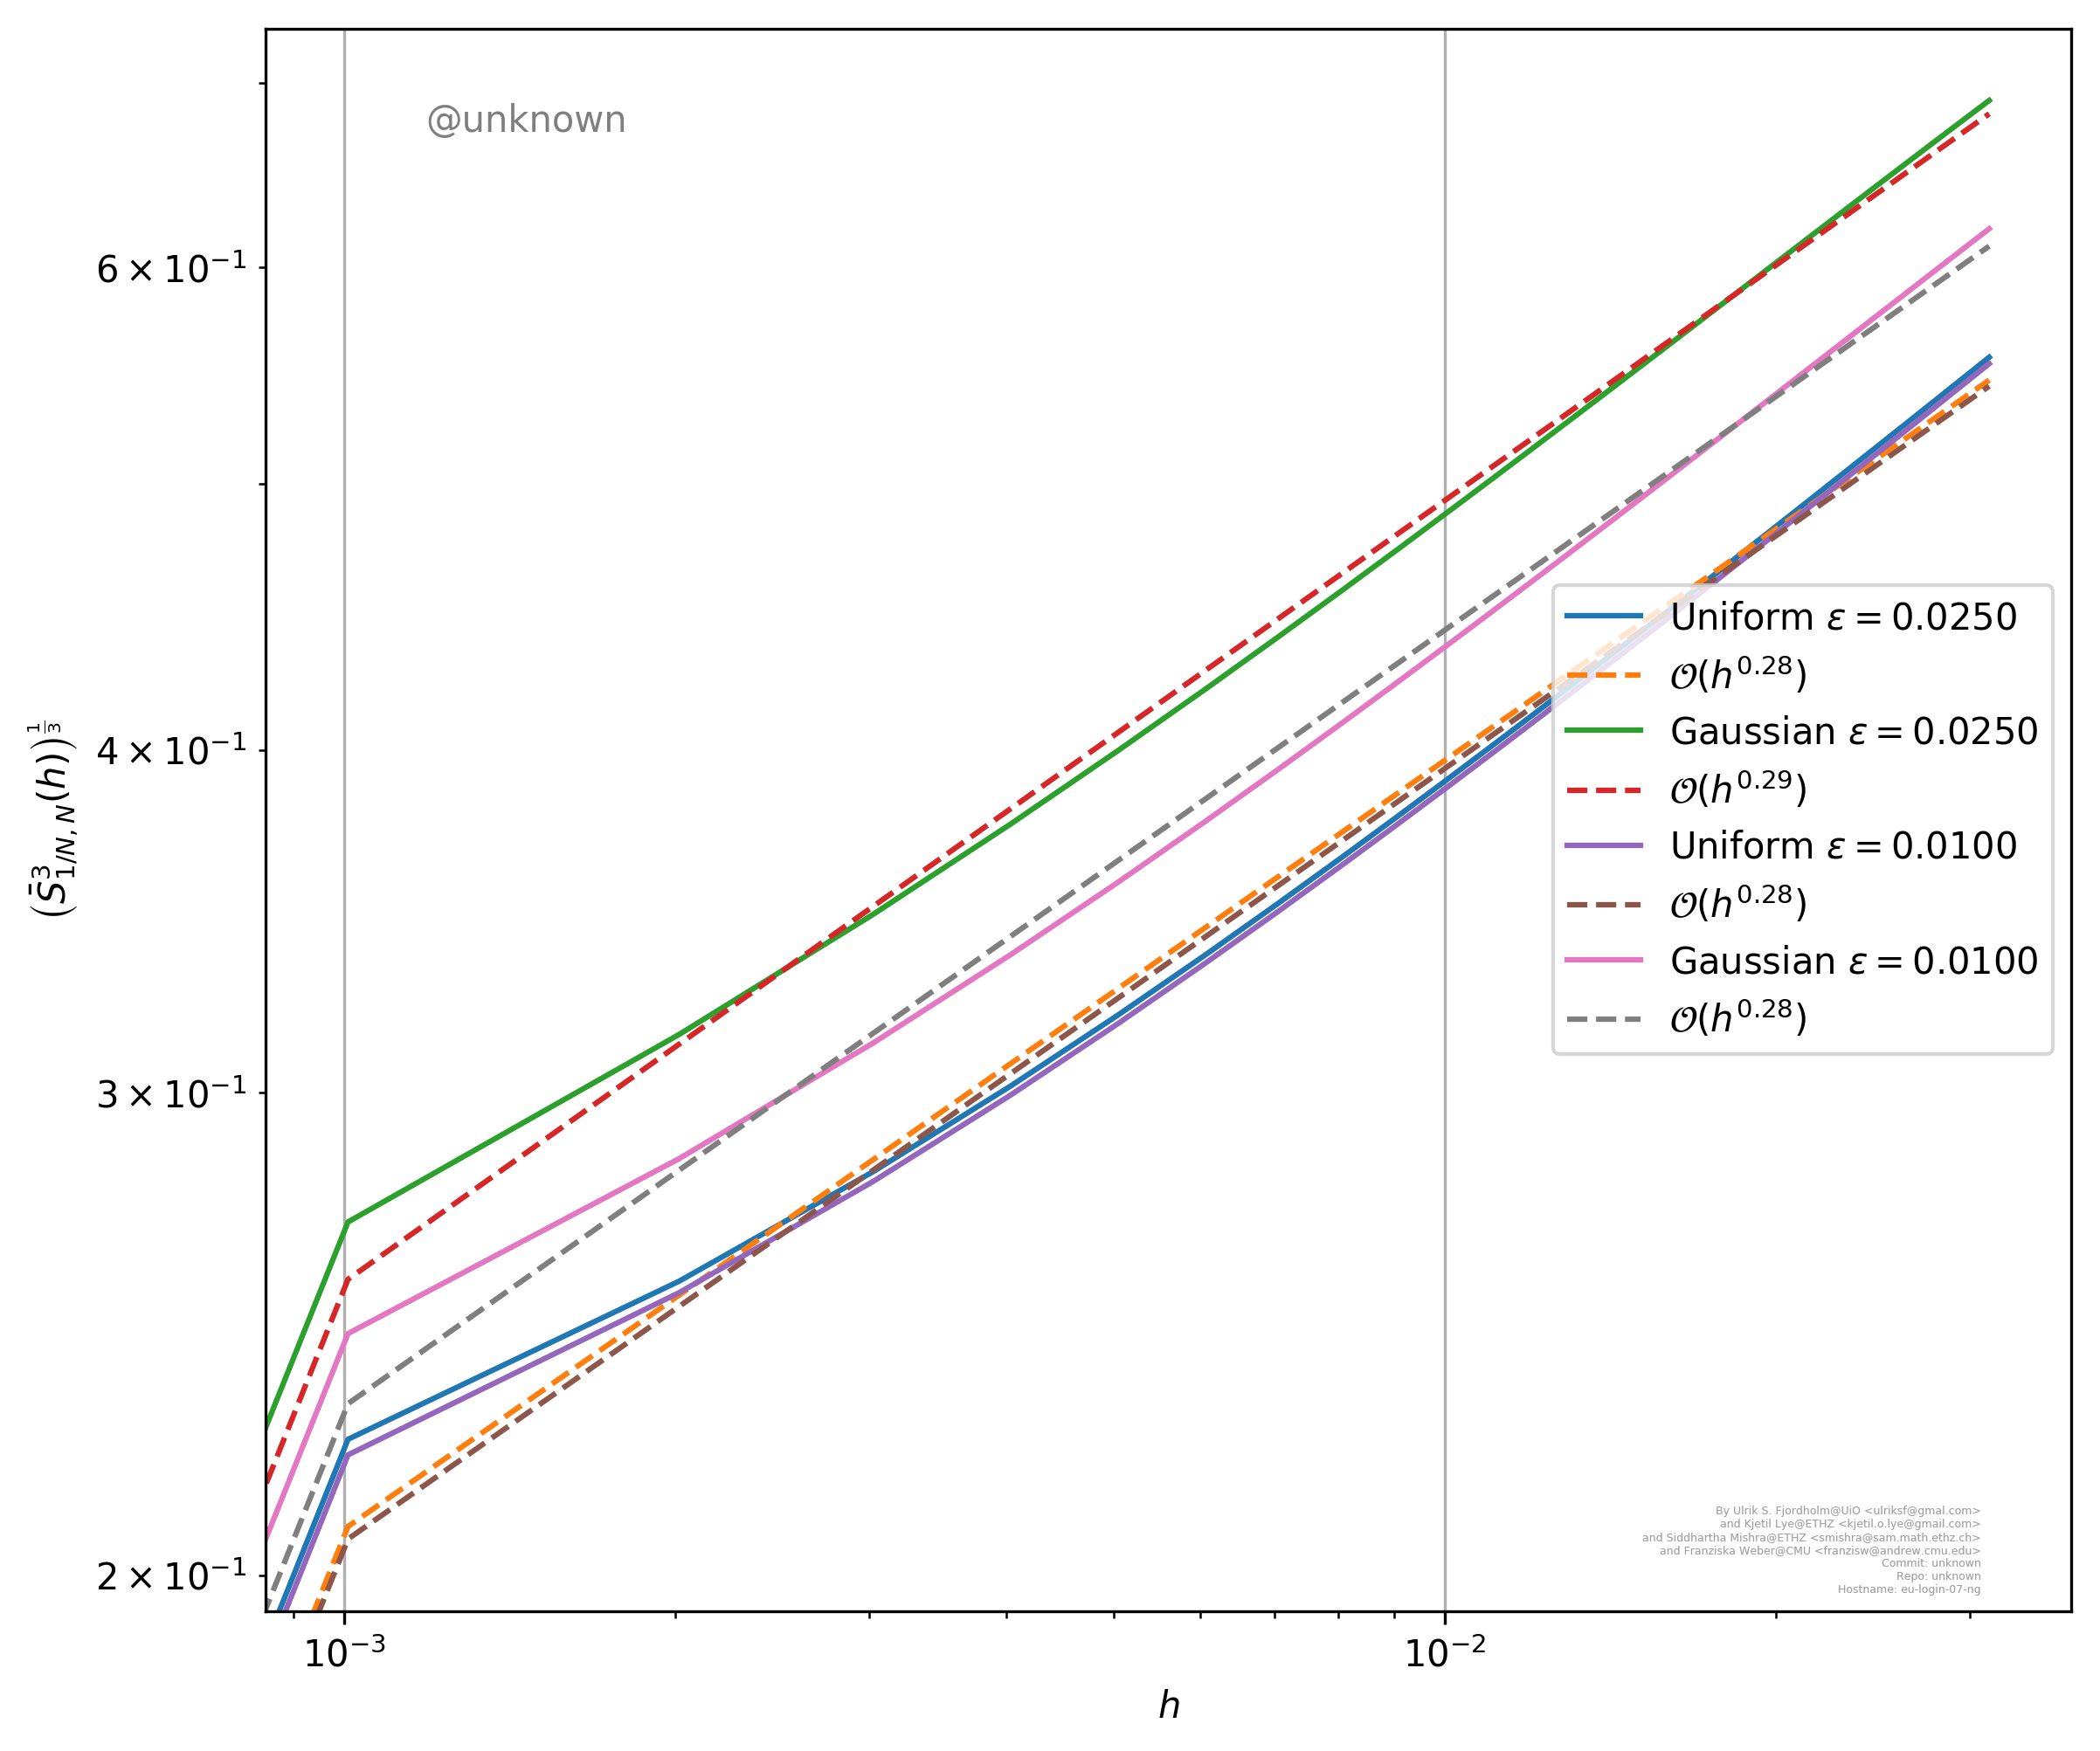 @unknown
6 × 10⁻¹
4 × 10⁻¹
3 × 10⁻¹
2 × 10⁻¹
(S̄³₁/N,N(h))^(1/3)
Uniform ε = 0.0250
𝒪(h^0.28)
Gaussian ε = 0.0250
𝒪(h^0.29)
Uniform ε = 0.0100
𝒪(h^0.28)
Gaussian ε = 0.0100
𝒪(h^0.28)
By Ulrik S. Fjordholm@UiO <ulriksf@gmal.com>
and Kjetil Lye@ETHZ <kjetil.o.lye@gmail.com>
and Siddhartha Mishra@ETHZ <smishra@sam.math.ethz.ch>
and Franziska Weber@CMU <franzisw@andrew.cmu.edu>
Commit: unknown
Repo: unknown
Hostname: eu-login-07-ng
10⁻³
10⁻²
h